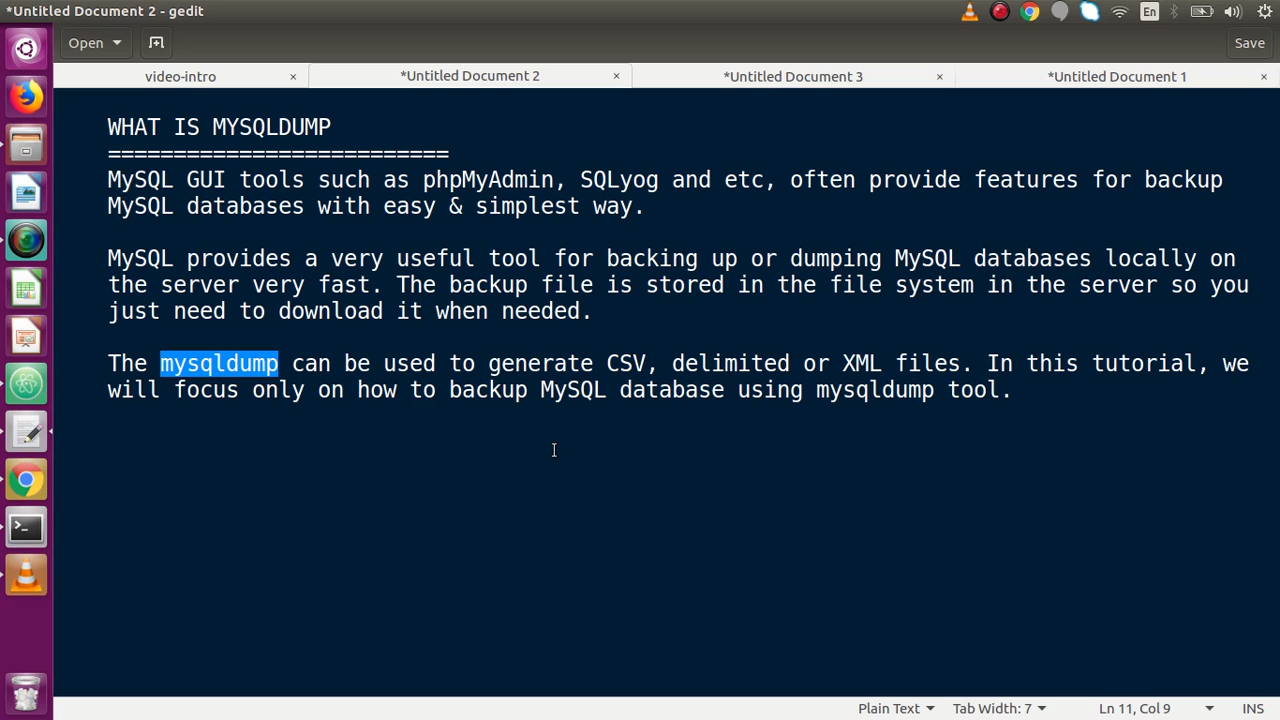 *Untitled Document 2 - gedit
En
Open
Save
video-intro
*Untitled Document 2
*Untitled Document 3
*Untitled Document 1
WHAT IS MYSQLDUMP
==========================
MySQL GUI tools such as phpMyAdmin, SQLyog and etc, often provide features for backup
MySQL databases with easy & simplest way.
MySQL provides a very useful tool for backing up or dumping MySQL databases locally on
the server very fast. The backup file is stored in the file system in the server so you
just need to download it when needed.
The mysqldump can be used to generate CSV, delimited or XML files. In this tutorial, we
will focus only on how to backup MySQL database using mysqldump tool.
Plain Text
Tab Width: 7
Ln 11, Col 9
INS